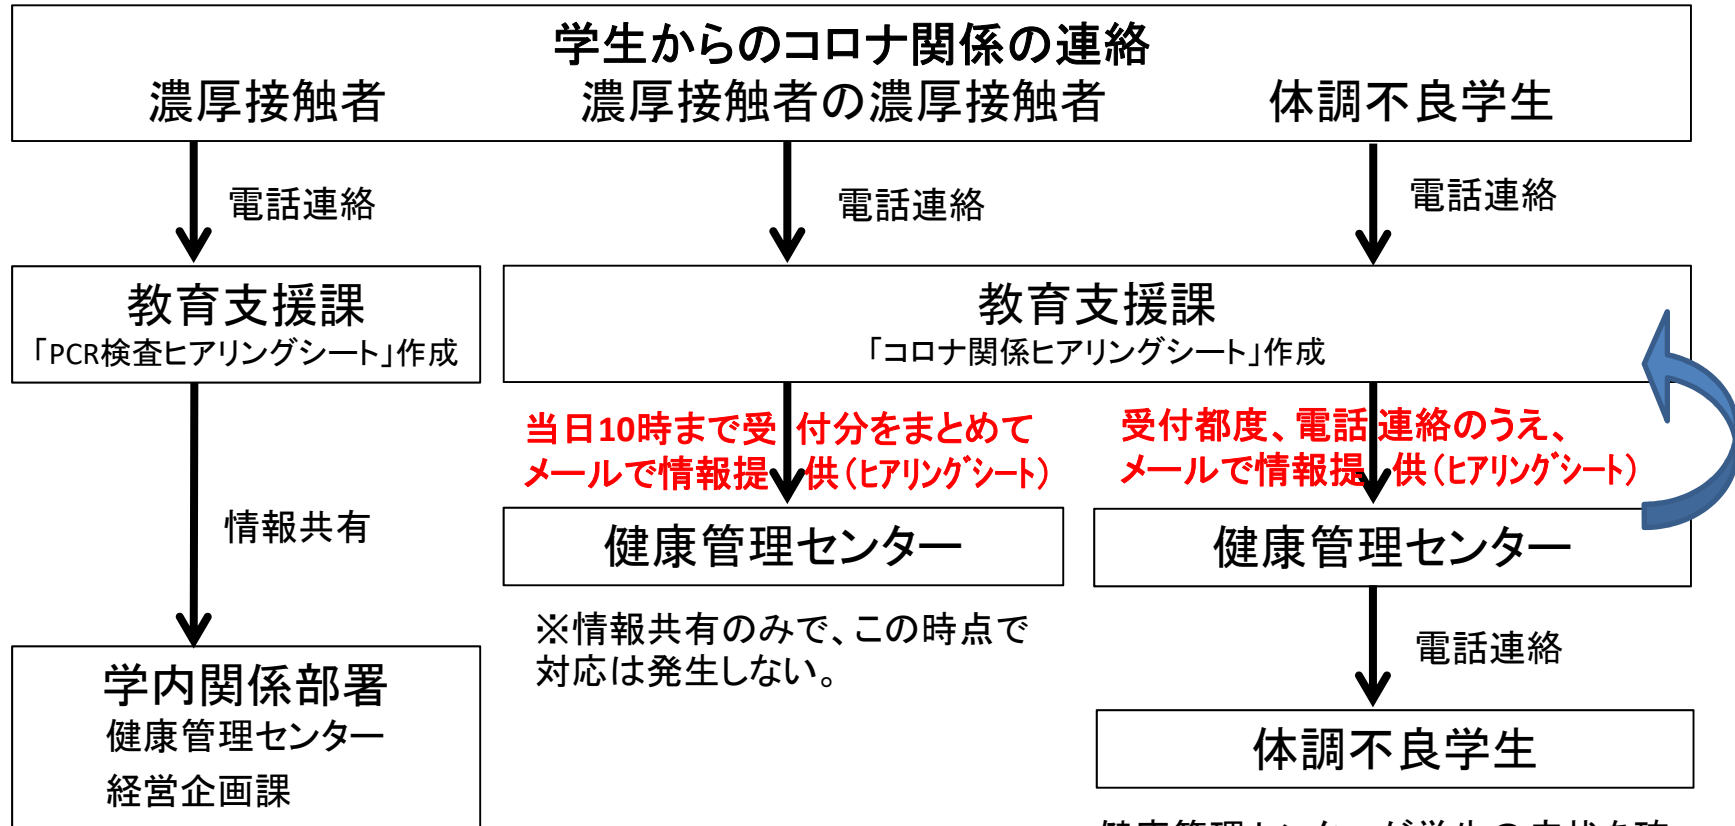 学生からのコロナ関係の連絡
濃厚接触者
濃厚接触者の濃厚接触者
体調不良学生
電話連絡
電話連絡
電話連絡
教育支援課
「PCR検査ヒアリングシート」作成
教育支援課
「コロナ関係ヒアリングシート」作成
当日10時まで受付分をまとめて
メールで情報提供（ﾋｱﾘﾝｸﾞｼｰﾄ）
受付都度、電話連絡のうえ、
メールで情報提供（ﾋｱﾘﾝｸﾞｼｰﾄ）
情報共有
健康管理センター
健康管理センター
※情報共有のみで、この時点で
対応は発生しない。
電話連絡
学内関係部署
健康管理センター
経営企画課
体調不良学生